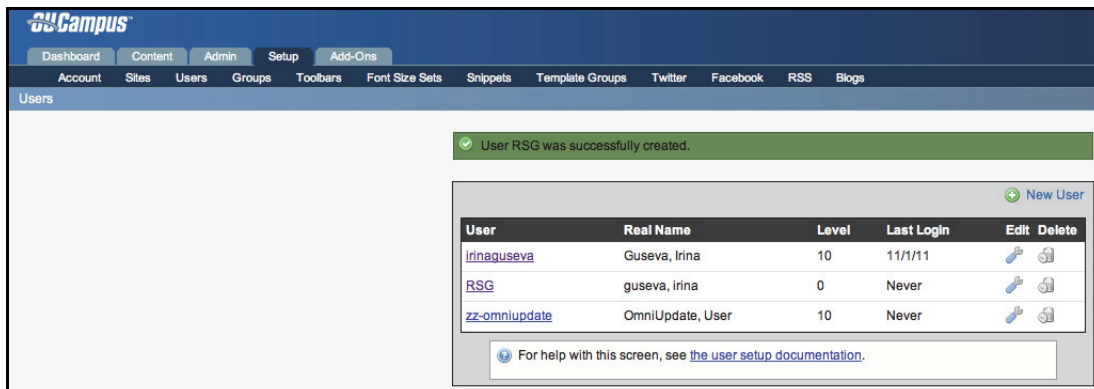 OU Campus™
Dashboard Content Admin Setup Add-Ons
Account Sites Users Groups Toolbars Font Size Sets Snippets Template Groups Twitter Facebook RSS Blogs
Users
User RSG was successfully created.
New User
User Real Name Level Last Login Edit Delete
irinaguseva Guseva, Irina 10 11/1/11
RSG guseva, irina 0 Never
zz-omniupdate OmniUpdate, User 10 Never
For help with this screen, see the user setup documentation.